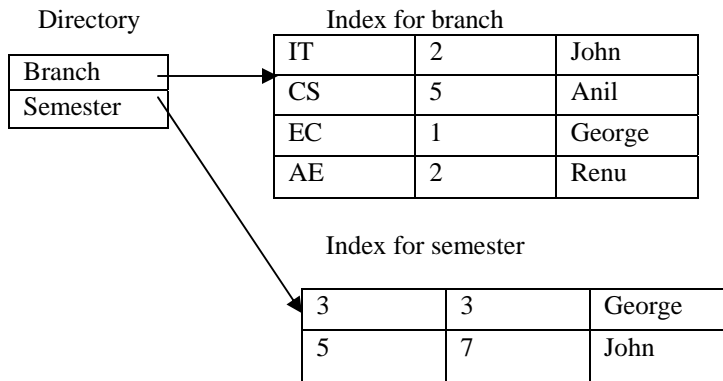 Directory
Index for branch
Branch
Semester
IT 2 John
CS 5 Anil
EC 1 George
AE 2 Renu
Index for semester
3 3 George
5 7 John